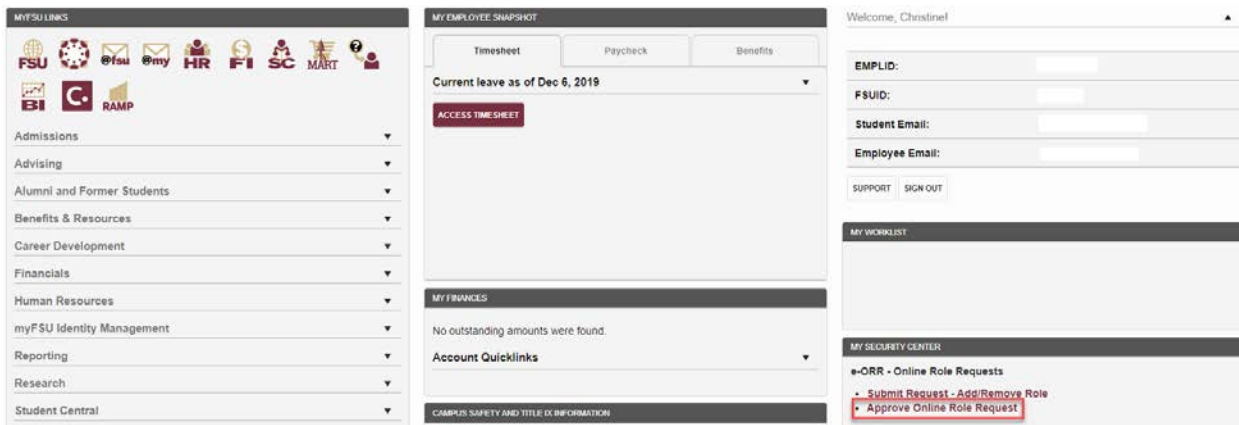 MYFSU LINKS
FSU @fsu @my HR FI SC MART
BI C. RAMP
Admissions
Advising
Alumni and Former Students
Benefits & Resources
Career Development
Financials
Human Resources
myFSU Identity Management
Reporting
Research
Student Central
MY EMPLOYEE SNAPSHOT
Timesheet Paycheck Benefits
Current leave as of Dec 6, 2019
ACCESS TIMESHEET
MY FINANCES
No outstanding amounts were found.
Account Quicklinks
CAMPUS SAFETY AND TITLE IX INFORMATION
Welcome, Christine!
EMPLID:
FSUID:
Student Email:
Employee Email:
SUPPORT SIGN OUT
MY WORKLIST
MY SECURITY CENTER
e-ORR - Online Role Requests
• Submit Request - Add/Remove Role
• Approve Online Role Request